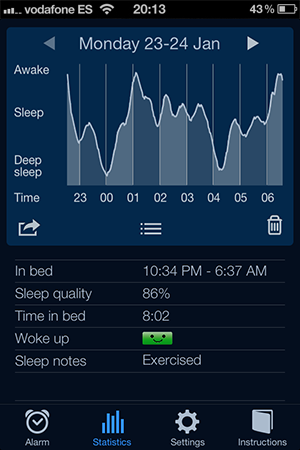 vodafone ES 20:13 43 %
Monday 23-24 Jan
Awake
Sleep
Deep
sleep
Time 23 00 01 02 03 04 05 06
In bed 10:34 PM - 6:37 AM
Sleep quality 86%
Time in bed 8:02
Woke up
Sleep notes Exercised
Alarm Statistics Settings Instructions